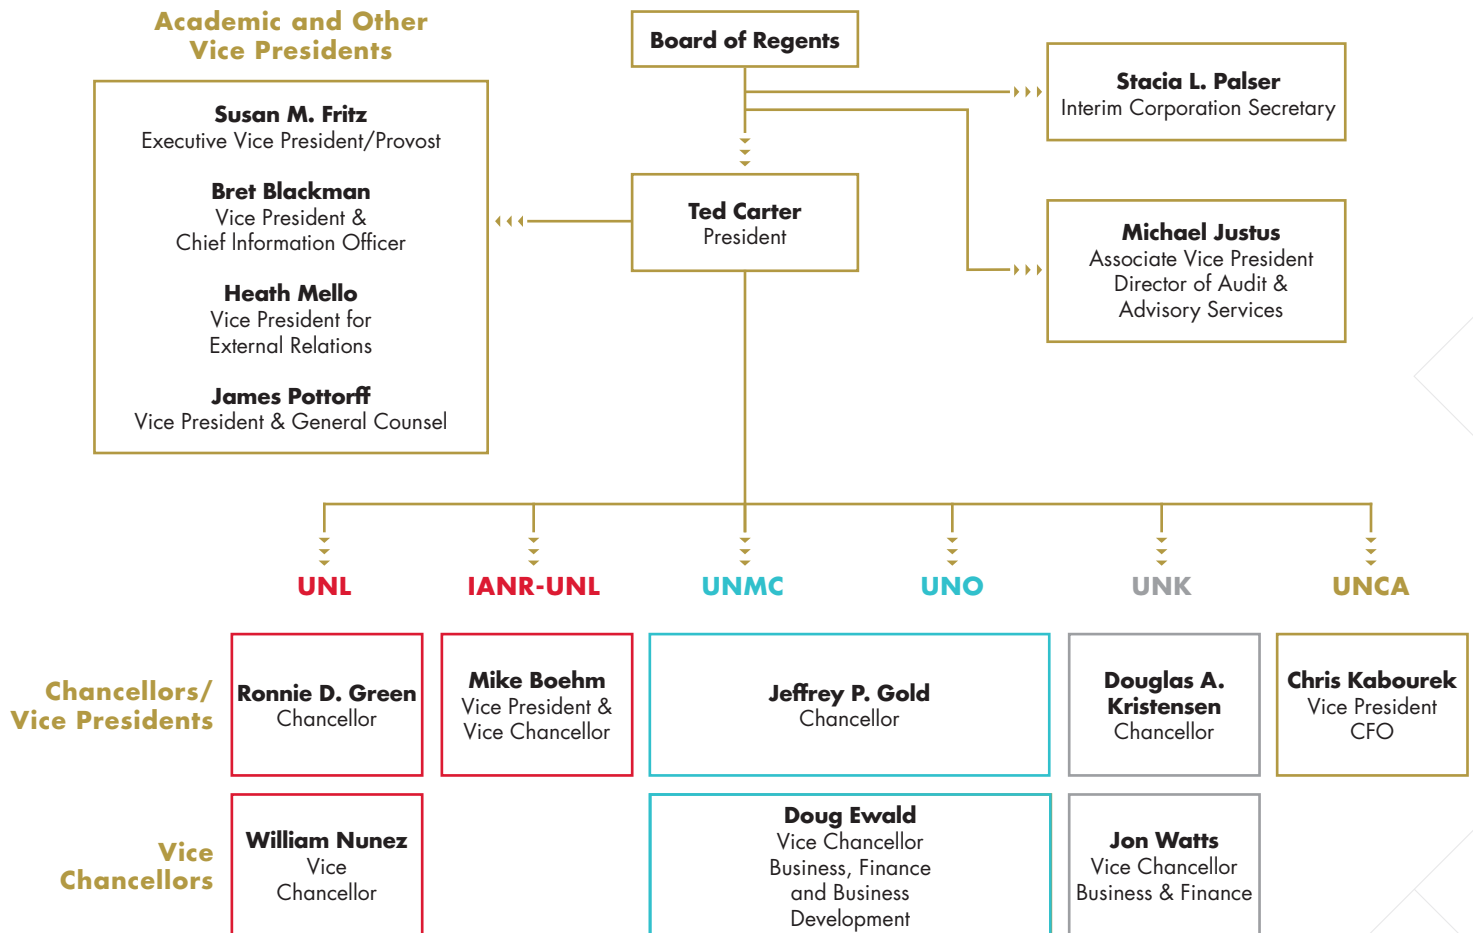 Academic and Other
Vice Presidents
Susan M. Fritz
Executive Vice President/Provost
Bret Blackman
Vice President &
Chief Information Officer
Heath Mello
Vice President for
External Relations
James Pottorff
Vice President & General Counsel
Board of Regents
Ted Carter
President
Stacia L. Palser
Interim Corporation Secretary
Michael Justus
Associate Vice President
Director of Audit &
Advisory Services
UNL
IANR-UNL
UNMC
UNO
UNK
UNCA
Chancellors/
Vice Presidents
Ronnie D. Green
Chancellor
Mike Boehm
Vice President &
Vice Chancellor
Jeffrey P. Gold
Chancellor
Douglas A.
Kristensen
Chancellor
Chris Kabourek
Vice President
CFO
Vice
Chancellors
William Nunez
Vice
Chancellor
Doug Ewald
Vice Chancellor
Business, Finance
and Business
Development
Jon Watts
Vice Chancellor
Business & Finance